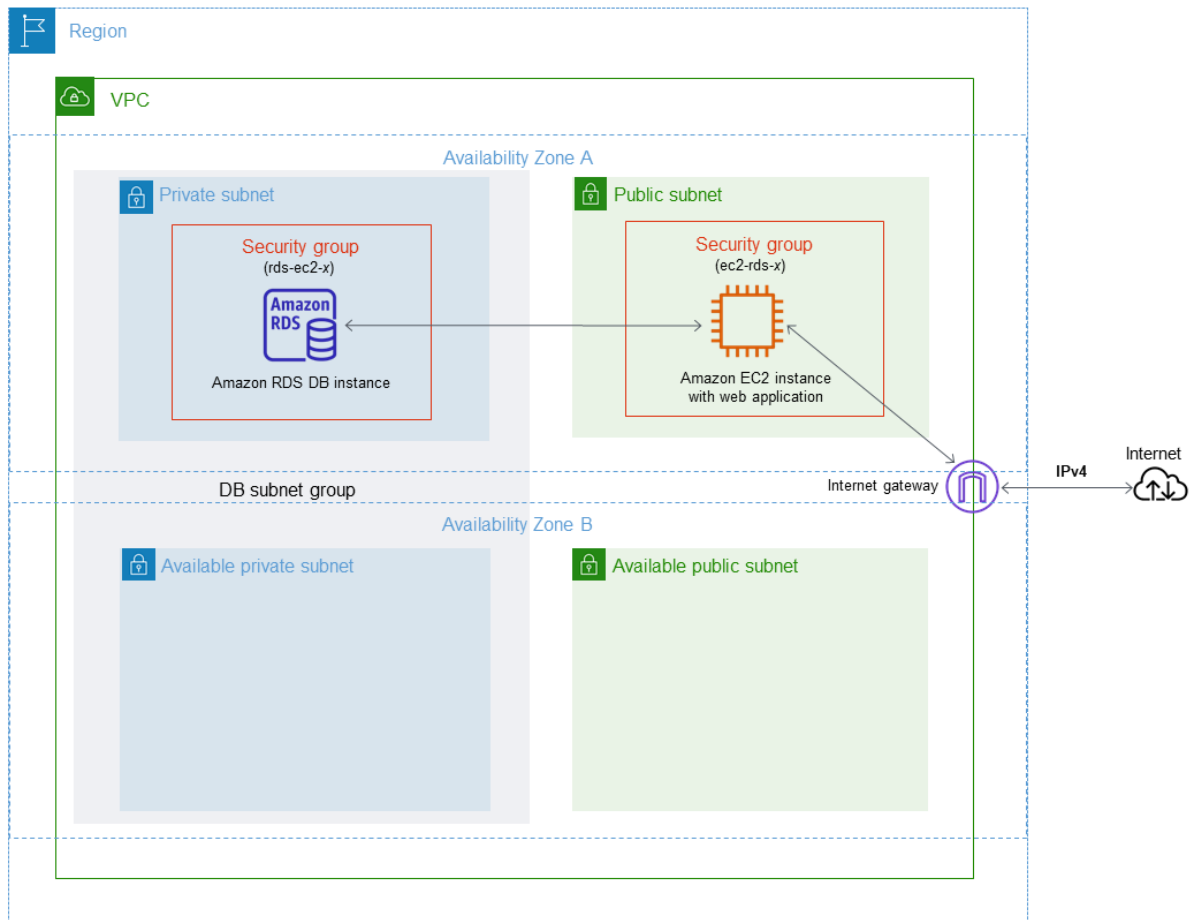 Region
VPC
Availability Zone A
Private subnet
Public subnet
Security group
(rds-ec2-x)
Amazon
RDS
Amazon RDS DB instance
Security group
(ec2-rds-x)
Amazon EC2 instance
with web application
Internet gateway
IPv4
Internet
DB subnet group
Availability Zone B
Available private subnet
Available public subnet